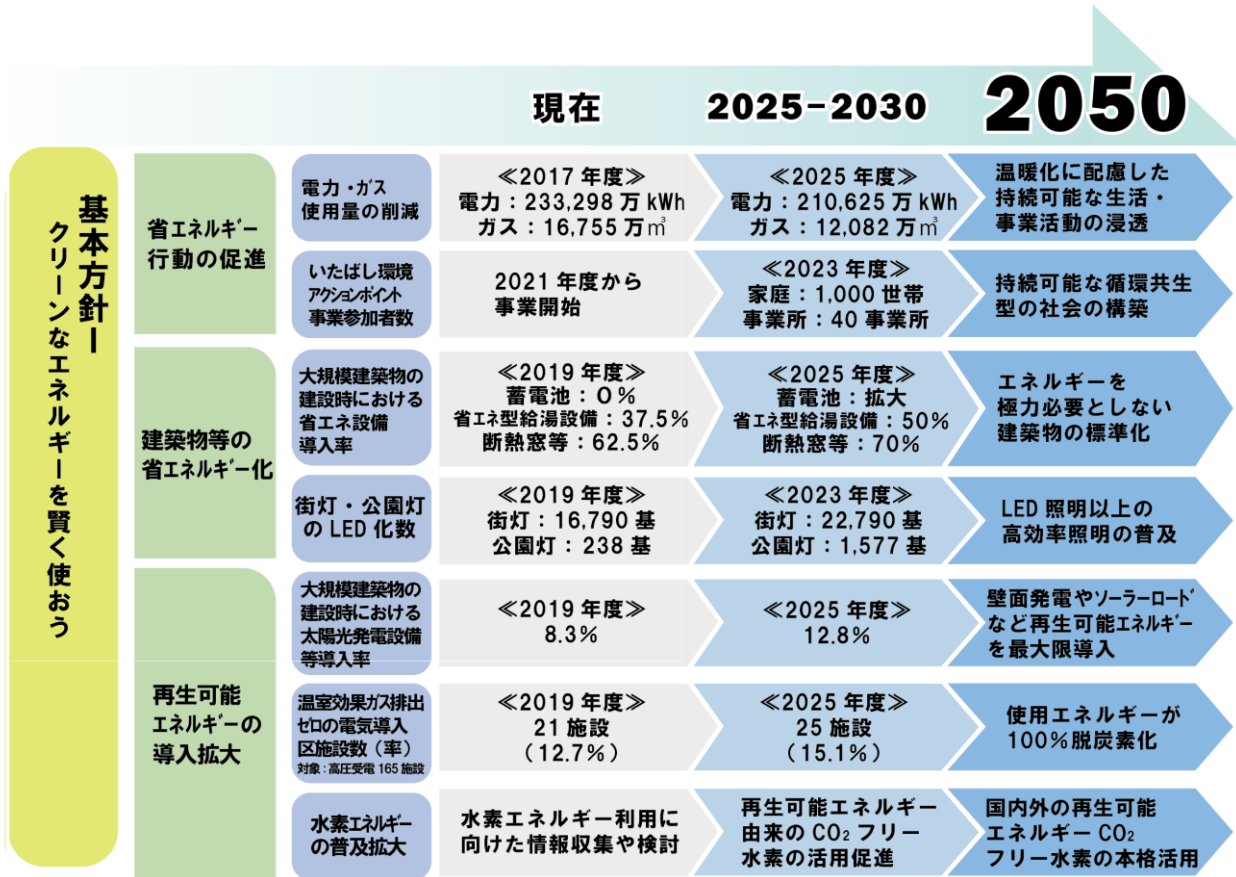 現在
2025-2030
2050
基本方針ー
クリーンなエネルギーを賢く使おう
省エネルギー
行動の促進
電力・ガス
使用量の削減
≪2017年度≫
電力：233,298万kWh
ガス：16,755万㎥
≪2025年度≫
電力：210,625万kWh
ガス：12,082万㎥
温暖化に配慮した
持続可能な生活・
事業活動の浸透
いたばし環境
アクションポイント
事業参加者数
2021年度から
事業開始
≪2023年度≫
家庭：1,000世帯
事業所：40事業所
持続可能な循環共生
型の社会の構築
建築物等の
省エネルギー化
大規模建築物の
建設時における
省エネ設備
導入率
≪2019年度≫
蓄電池：0％
省エネ型給湯設備：37.5%
断熱窓等：62.5%
≪2025年度≫
蓄電池：拡大
省エネ型給湯設備：50%
断熱窓等：70%
エネルギーを
極力必要としない
建築物の標準化
街灯・公園灯
のLED化数
≪2019年度≫
街灯：16,790基
公園灯：238基
≪2023年度≫
街灯：22,790基
公園灯：1,577基
LED照明以上の
高効率照明の普及
再生可能
エネルギーの
導入拡大
大規模建築物の
建設時における
太陽光発電設備
等導入率
≪2019年度≫
8.3%
≪2025年度≫
12.8%
壁面発電やソーラーロード
など再生可能エネルギー
を最大限導入
温室効果ガス排出
ゼロの電気導入
区施設数（率）
対象：高圧受電165施設
≪2019年度≫
21施設
（12.7%）
≪2025年度≫
25施設
（15.1%）
使用エネルギーが
100%脱炭素化
水素エネルギー
の普及拡大
水素エネルギー利用に
向けた情報収集や検討
再生可能エネルギー
由来のCO₂フリー
水素の活用促進
国内外の再生可能
エネルギーCO₂
フリー水素の本格活用